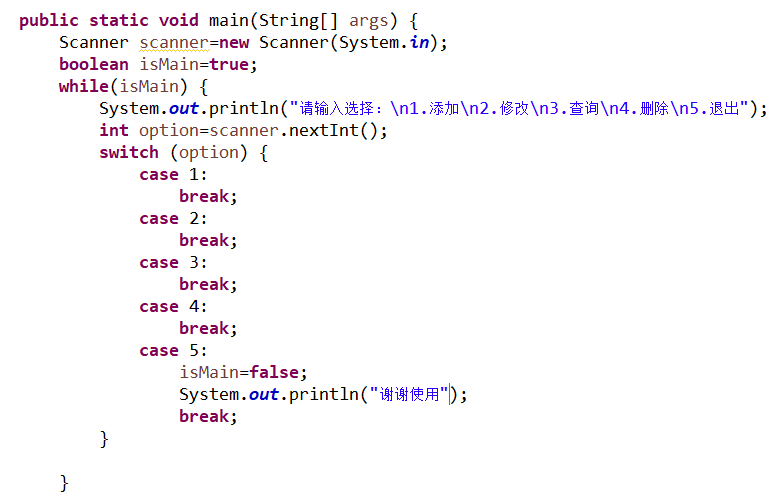 public static void main(String[] args) {
    Scanner scanner=new Scanner(System.in);
    boolean isMain=true;
    while(isMain) {
        System.out.println("请输入选择：\n1.添加\n2.修改\n3.查询\n4.删除\n5.退出");
        int option=scanner.nextInt();
        switch (option) {
            case 1:
                break;
            case 2:
                break;
            case 3:
                break;
            case 4:
                break;
            case 5:
                isMain=false;
                System.out.println("谢谢使用");
                break;
        }
    }